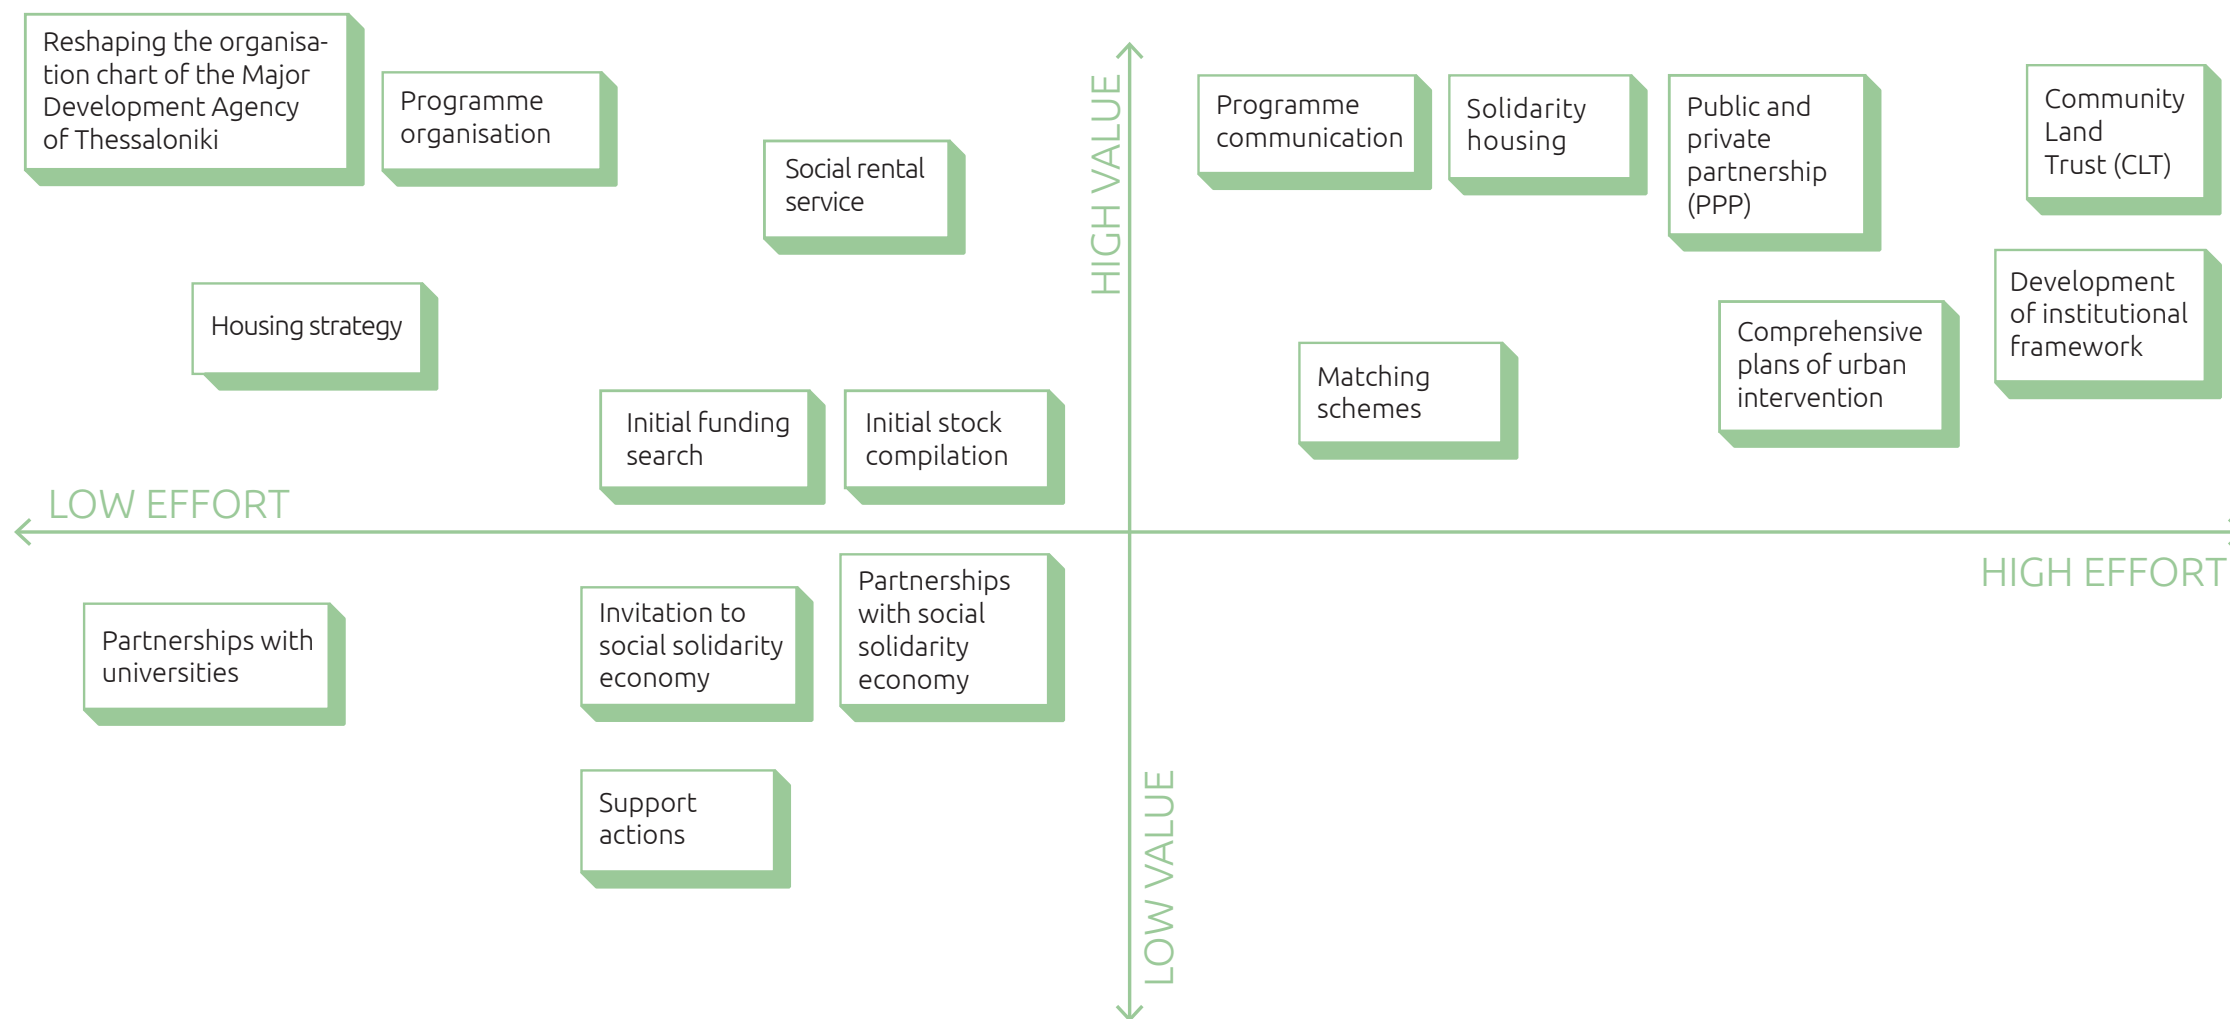 Reshaping the organisa-
tion chart of the Major
Development Agency
of Thessaloniki
Programme
organisation
Social rental
service
Housing strategy
Initial funding
search
Initial stock
compilation
LOW EFFORT
HIGH VALUE
Programme
communication
Solidarity
housing
Public and
private
partnership
(PPP)
Community
Land
Trust (CLT)
Matching
schemes
Comprehensive
plans of urban
intervention
Development
of institutional
framework
HIGH EFFORT
Partnerships with
universities
Invitation to
social solidarity
economy
Partnerships
with social
solidarity
economy
Support
actions
LOW VALUE